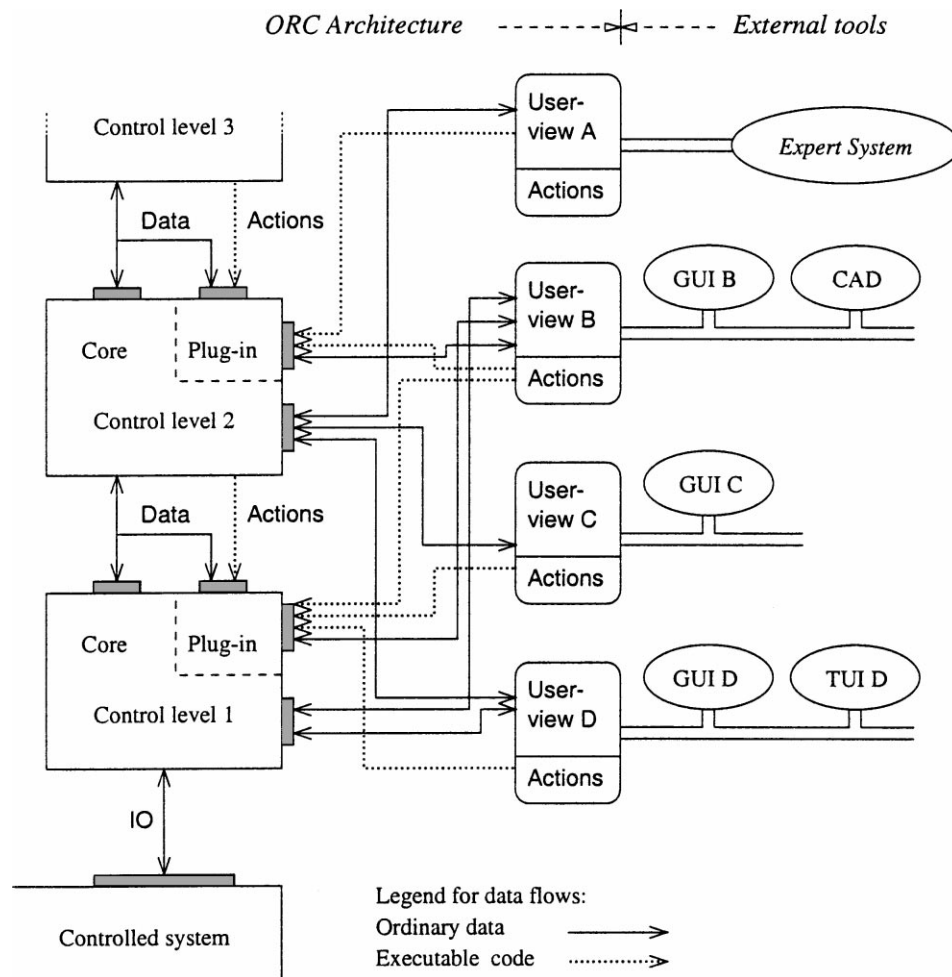 ORC Architecture
External tools
Control level 3
Data
Actions
User-
view A
Actions
Expert System
Core
Plug-in
Control level 2
User-
view B
Actions
GUI B
CAD
Data
Actions
User-
view C
Actions
GUI C
Core
Plug-in
Control level 1
User-
view D
Actions
GUI D
TUI D
IO
Controlled system
Legend for data flows:
Ordinary data
Executable code